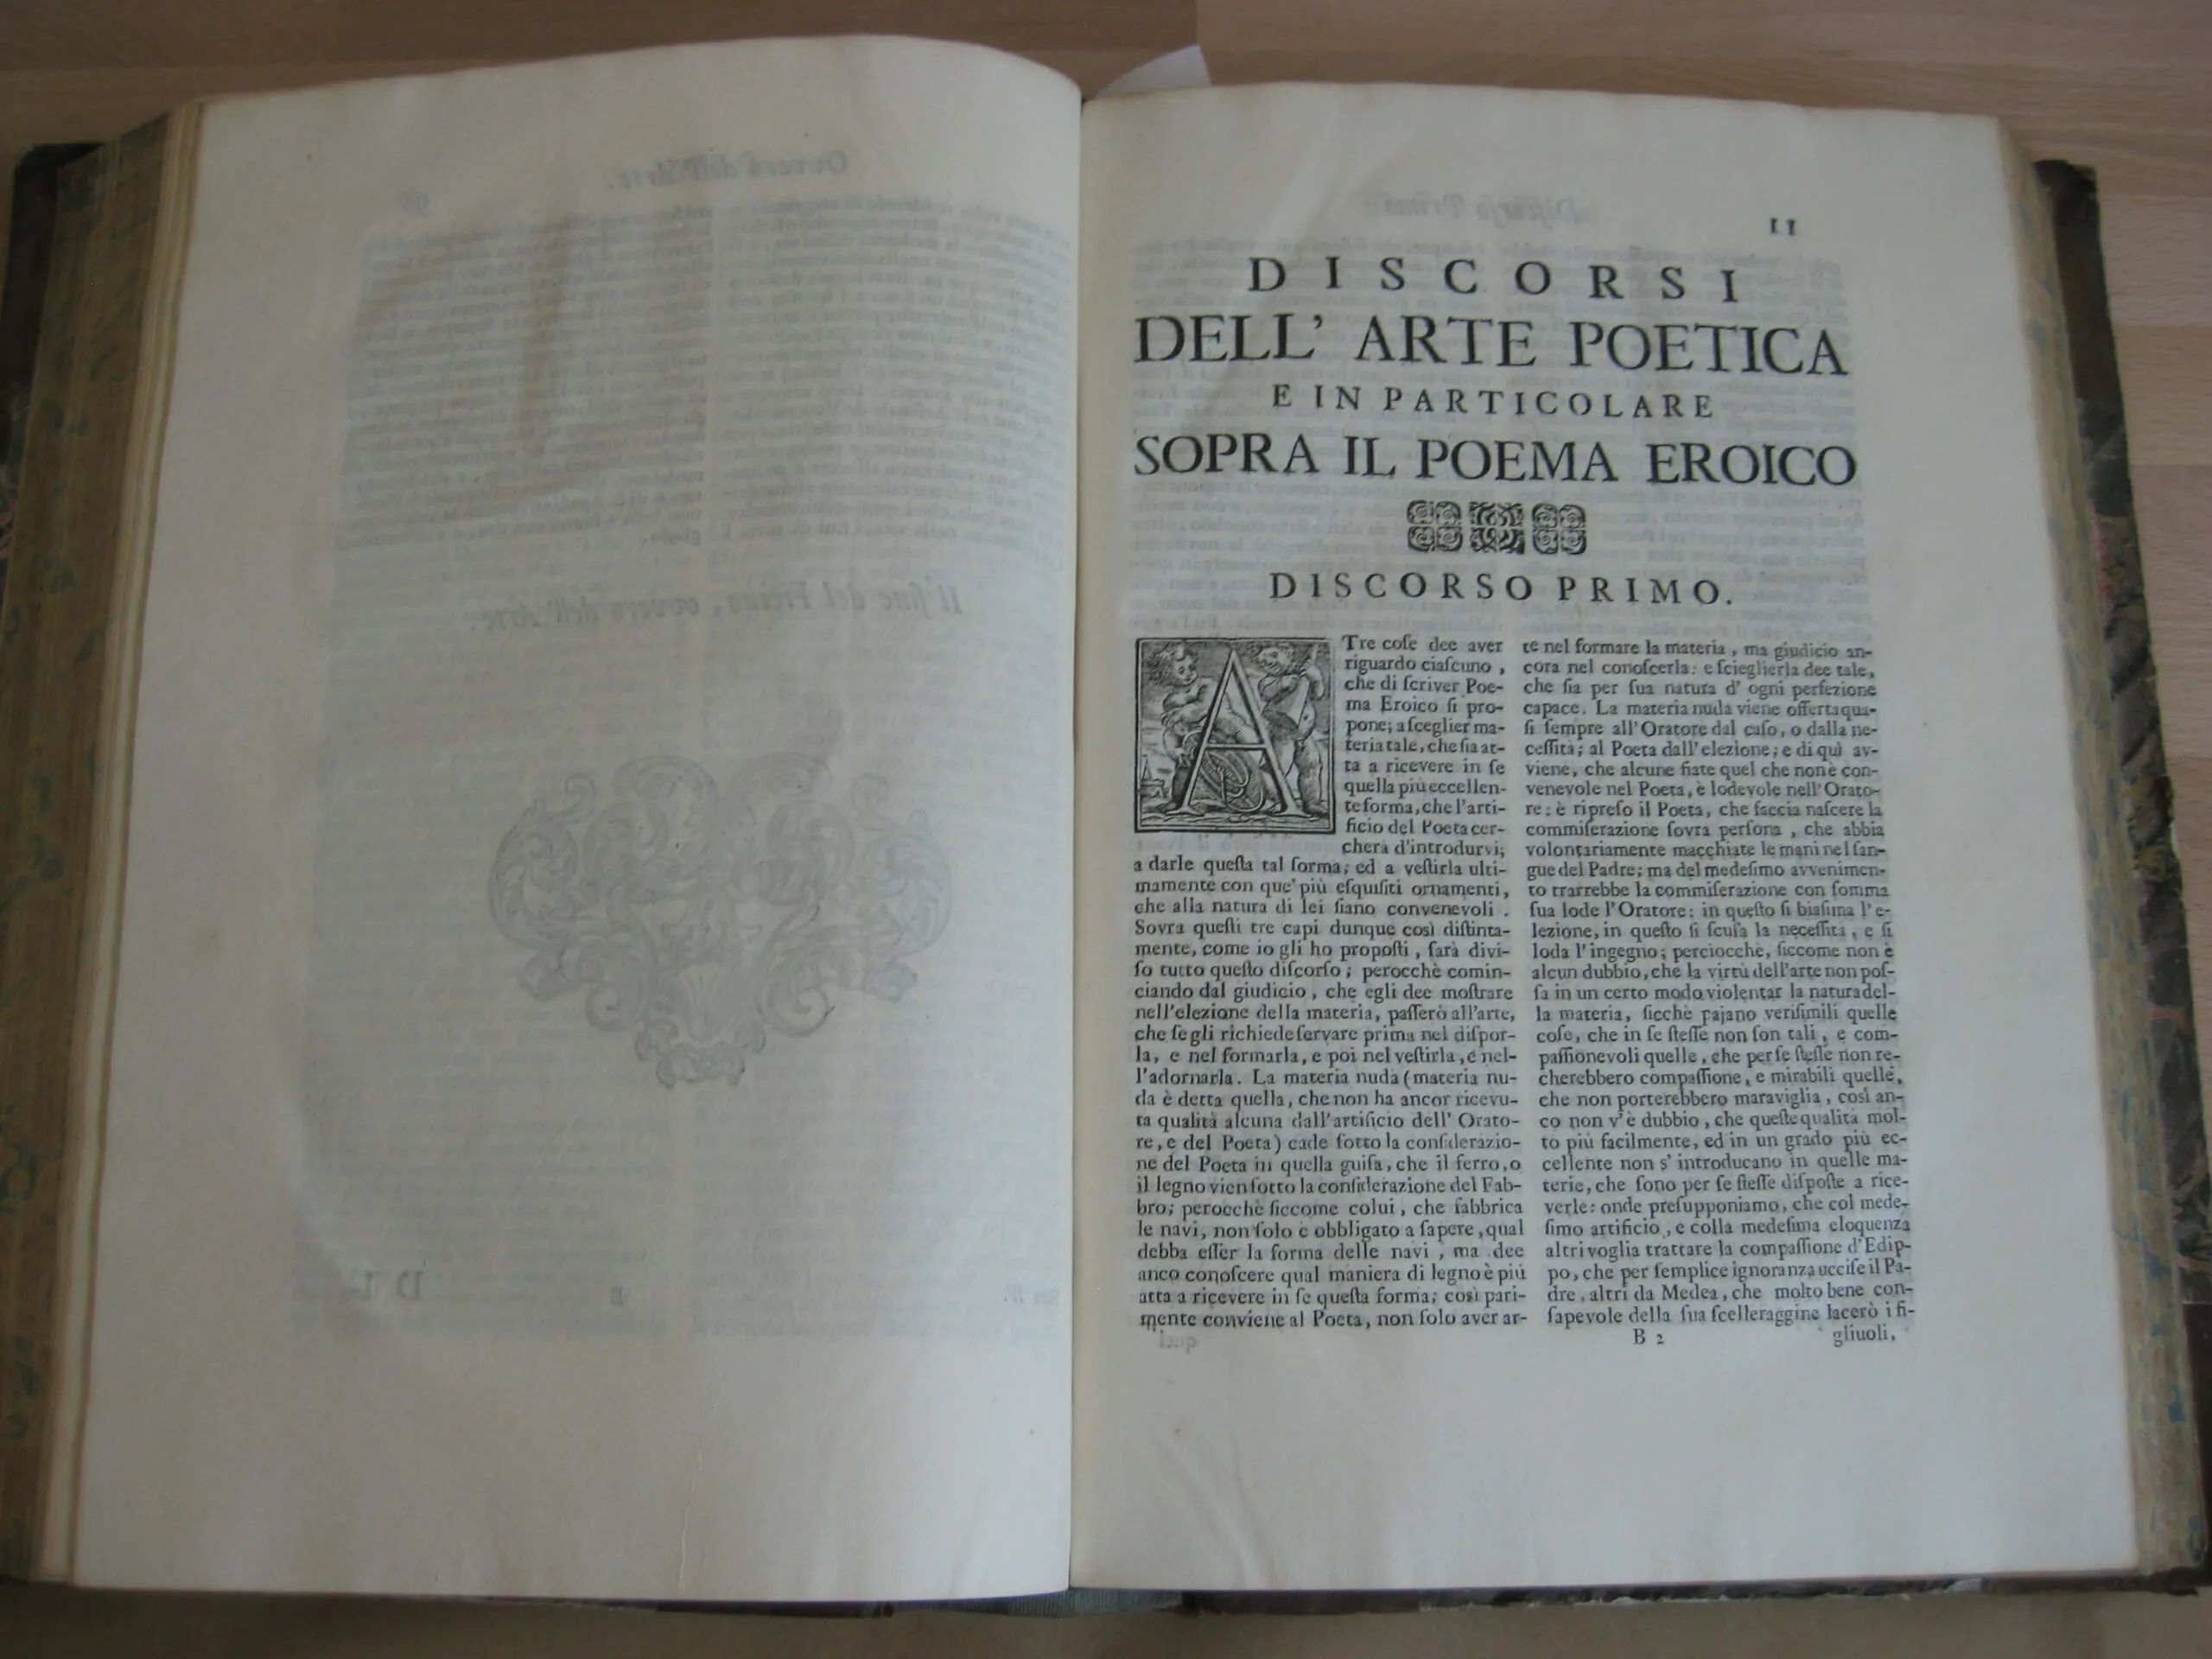 11
DISCORSI
DELL' ARTE POETICA
E IN PARTICOLARE
SOPRA IL POEMA EROICO
DISCORSO PRIMO.
A Tre coſe dee aver
riguardo ciaſcuno ,
che di ſcriver Poe-
ma Eroico ſi pro-
pone; a ſceglier ma-
teria tale, che ſia at-
ta a ricevere in ſe
quella più eccellen-
te forma, che l'arti-
ficio del Poeta cer-
cherà d'introdurvi;
a darle queſta tal forma; ed a veſtirla ulti-
mamente con que' più eſquiſiti ornamenti,
che alla natura di lei ſiano convenevoli .
Sovra queſti tre capi dunque così diſtinta-
mente, come io gli ho propoſti , ſarà divi-
ſo tutto queſto diſcorſo ; perocchè comin-
ciando dal giudicio , che egli dee moſtrare
nell'elezione della materia, paſſerò all'arte,
che ſe gli richiede ſervare prima nel diſpor-
la, e nel formarla, e poi nel veſtirla, e nel-
l'adornarla. La materia nuda (materia nu-
da è detta quella, che non ha ancor ricevu-
ta qualità alcuna dall'artificio dell' Orato-
re, e del Poeta) cade ſotto la conſiderazio-
ne del Poeta in quella guiſa, che il ferro, o
il legno vien ſotto la conſiderazione del Fab-
bro; perocchè ſiccome colui , che fabbrica
le navi, non ſolo è obbligato a ſapere, qual
debba eſſer la forma delle navi , ma dee
anco conoſcere qual maniera di legno è più
atta a ricevere in ſe queſta forma; così pari-
mente conviene al Poeta, non ſolo aver ar-
te nel formare la materia , ma giudicio an-
cora nel conoſcerla: e ſcieglierla dee tale,
che ſia per ſua natura d' ogni perfezione
capace. La materia nuda viene offerta qua-
ſi ſempre all'Oratore dal caſo, o dalla ne-
ceſſità; al Poeta dall'elezione; e di quì av-
viene, che alcune fiate quel che non è con-
venevole nel Poeta, è lodevole nell'Orato-
re: è ripreſo il Poeta, che faccia naſcere la
commiſerazione ſovra perſona , che abbia
volontariamente macchiate le mani nel ſan-
gue del Padre; ma del medeſimo avvenimen-
to trarrebbe la commiſerazione con ſomma
ſua lode l'Oratore: in queſto ſi biaſima l'e-
lezione, in queſto ſi ſcuſa la neceſſità, e ſi
loda l'ingegno; perciocchè, ſiccome non è
alcun dubbio, che la virtù dell'arte non poſ-
ſa in un certo modo violentar la natura del-
la materia, ſicchè pajano veriſimili quelle
coſe, che in ſe ſteſſe non ſon tali , e com-
paſſionevoli quelle, che per ſe ſteſſe non re-
cherebbero compaſſione, e mirabili quelle,
che non porterebbero maraviglia , così an-
co non v'è dubbio , che queſte qualità mol-
to più facilmente, ed in un grado più ec-
cellente non s' introducano in quelle ma-
terie, che ſono per ſe ſteſſe diſpoſte a rice-
verle: onde preſupponiamo, che col mede-
ſimo artificio, e colla medeſima eloquenza
altri voglia trattare la compaſſione d'Edip-
po, che per ſemplice ignoranza ucciſe il Pa-
dre, altri da Medea, che molto bene con-
ſapevole della ſua ſcelleraggine lacerò i fi-
B 2 gliuoli,